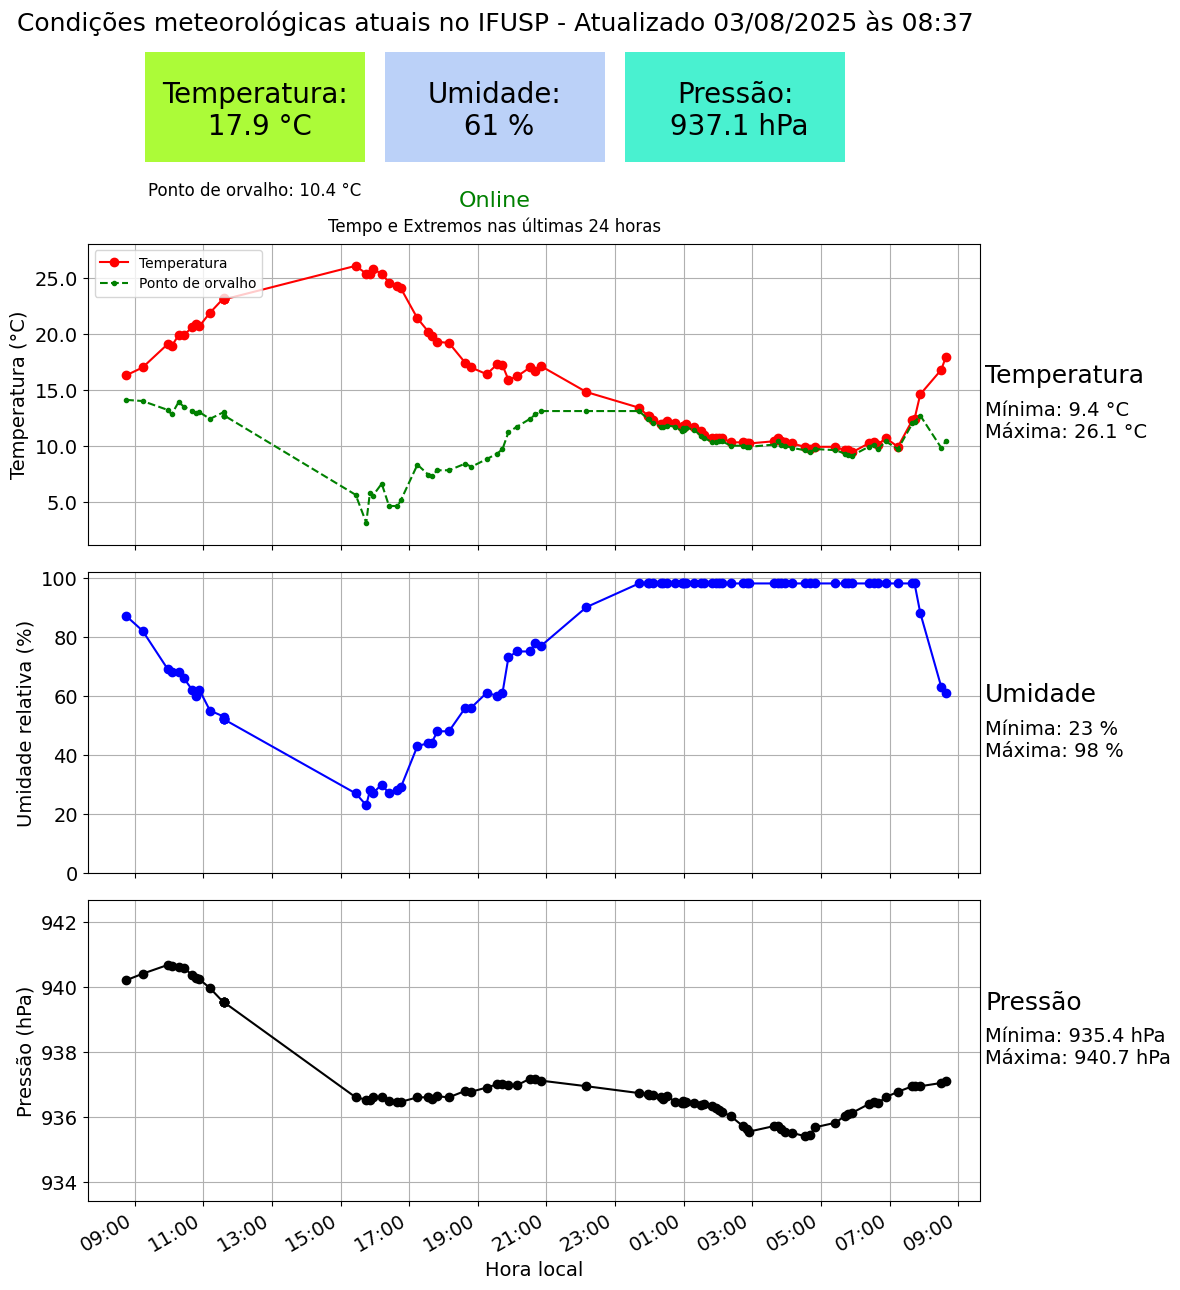 Condições meteorológicas atuais no IFUSP - Atualizado 03/08/2025 às 08:37
Temperatura:
17.9 °C
Umidade:
61 %
Pressão:
937.1 hPa
Ponto de orvalho: 10.4 °C
Online
Tempo e Extremos nas últimas 24 horas
Temperatura
Ponto de orvalho
Temperatura (°C)
25.0
20.0
15.0
10.0
5.0
Temperatura
Mínima: 9.4 °C
Máxima: 26.1 °C
Umidade relativa (%)
100
80
60
40
20
0
Umidade
Mínima: 23 %
Máxima: 98 %
Pressão (hPa)
942
940
938
936
934
Pressão
Mínima: 935.4 hPa
Máxima: 940.7 hPa
09:00 11:00 13:00 15:00 17:00 19:00 21:00 23:00 01:00 03:00 05:00 07:00 09:00
Hora local